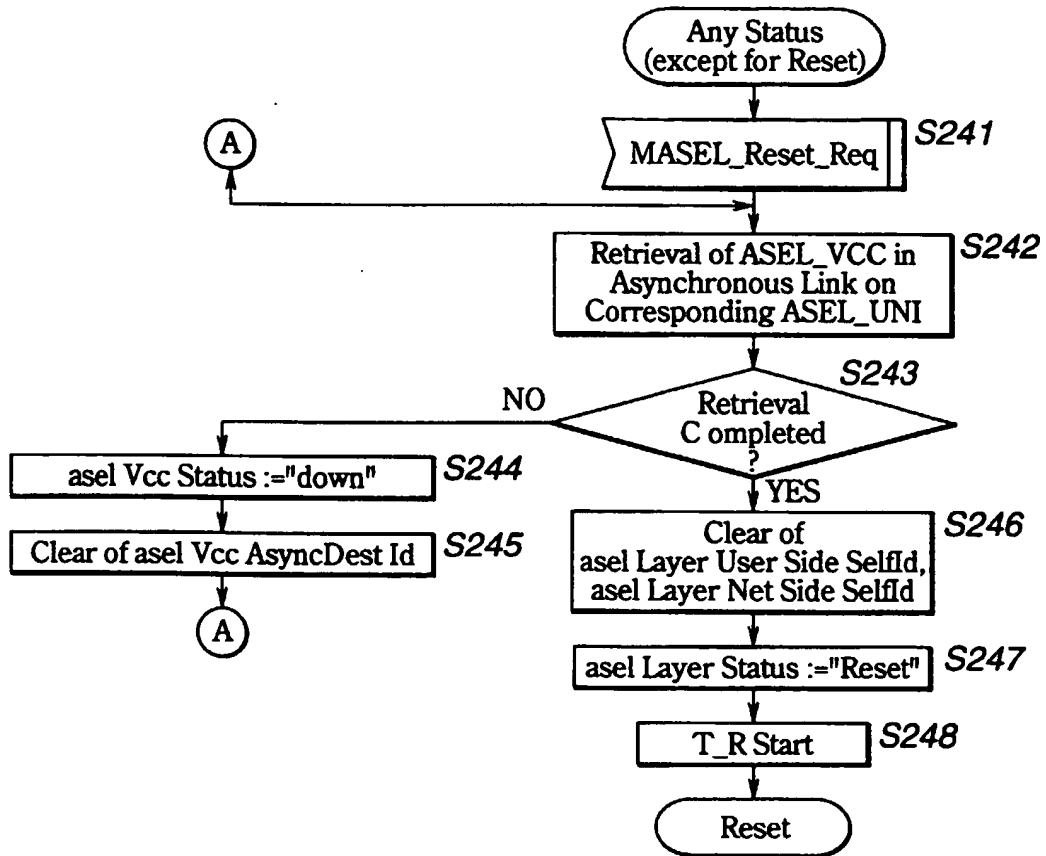 Any Status
(except for Reset)
S241
MASEL_Reset_Req
A
S242
Retrieval of ASEL_VCC in
Asynchronous Link on
Corresponding ASEL_UNI
S243
NO
Retrieval
C ompleted
?
YES
S244
asel Vcc Status :="down"
S245
Clear of asel Vcc AsyncDest Id
A
S246
Clear of
asel Layer User Side SelfId,
asel Layer Net Side SelfId
S247
asel Layer Status :="Reset"
S248
T_R Start
Reset